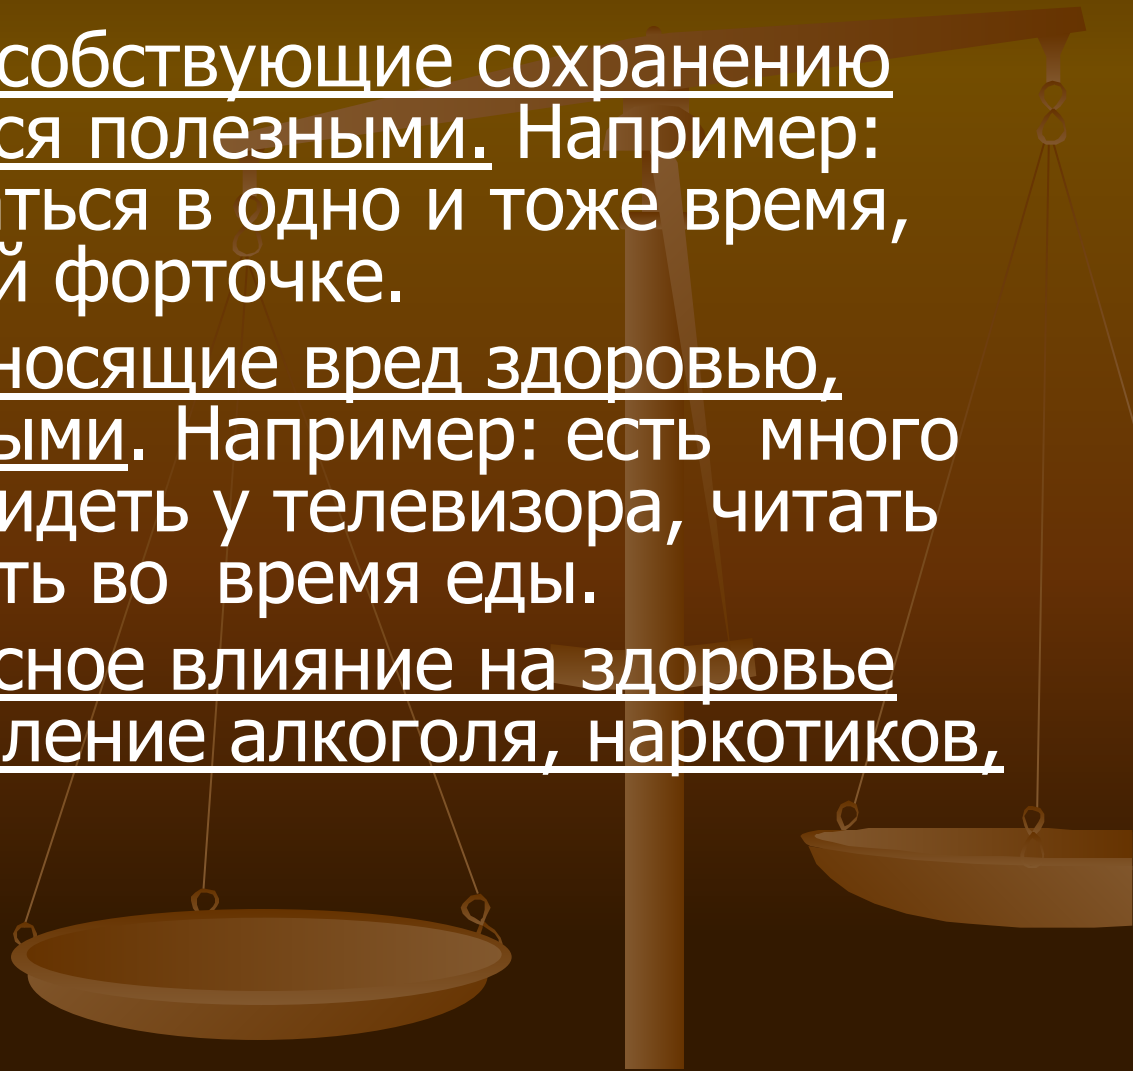 собствующие сохранению
ся полезными. Например:
ться в одно и тоже время,
й форточке.
носящие вред здоровью,
ыми. Например: есть  много
идеть у телевизора, читать
ть во  время еды.
сное влияние на здоровье
ление алкоголя, наркотиков,